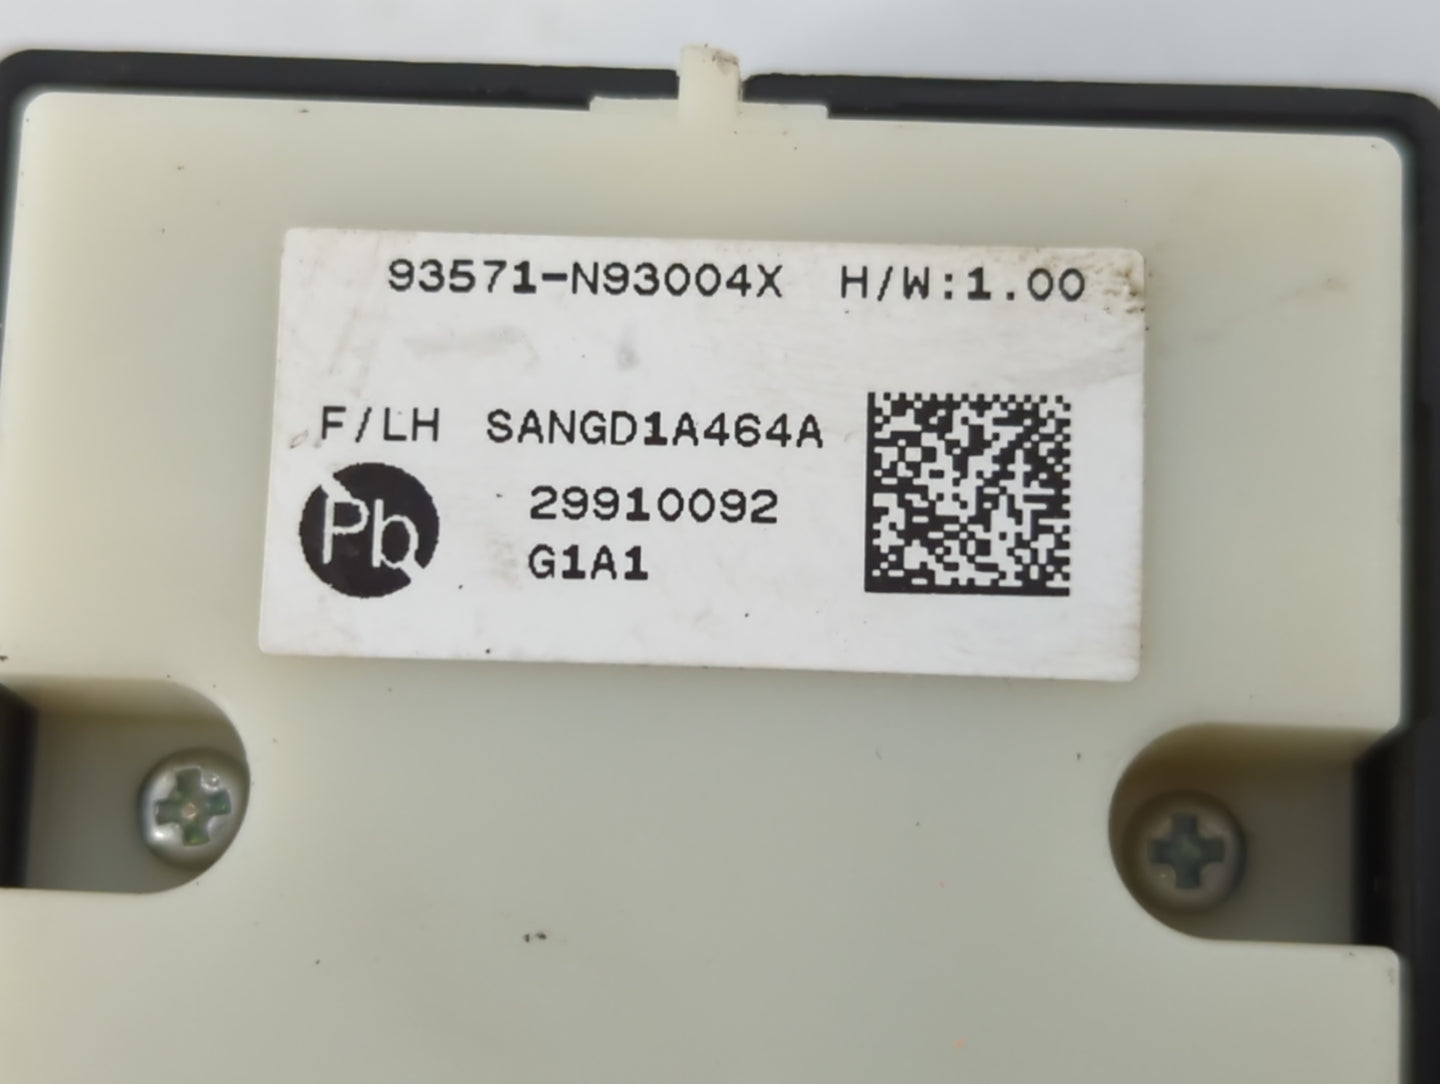 93571-N93004X H/W:1.00
F/LH SANGD1A464A
Pb 29910092
G1A1